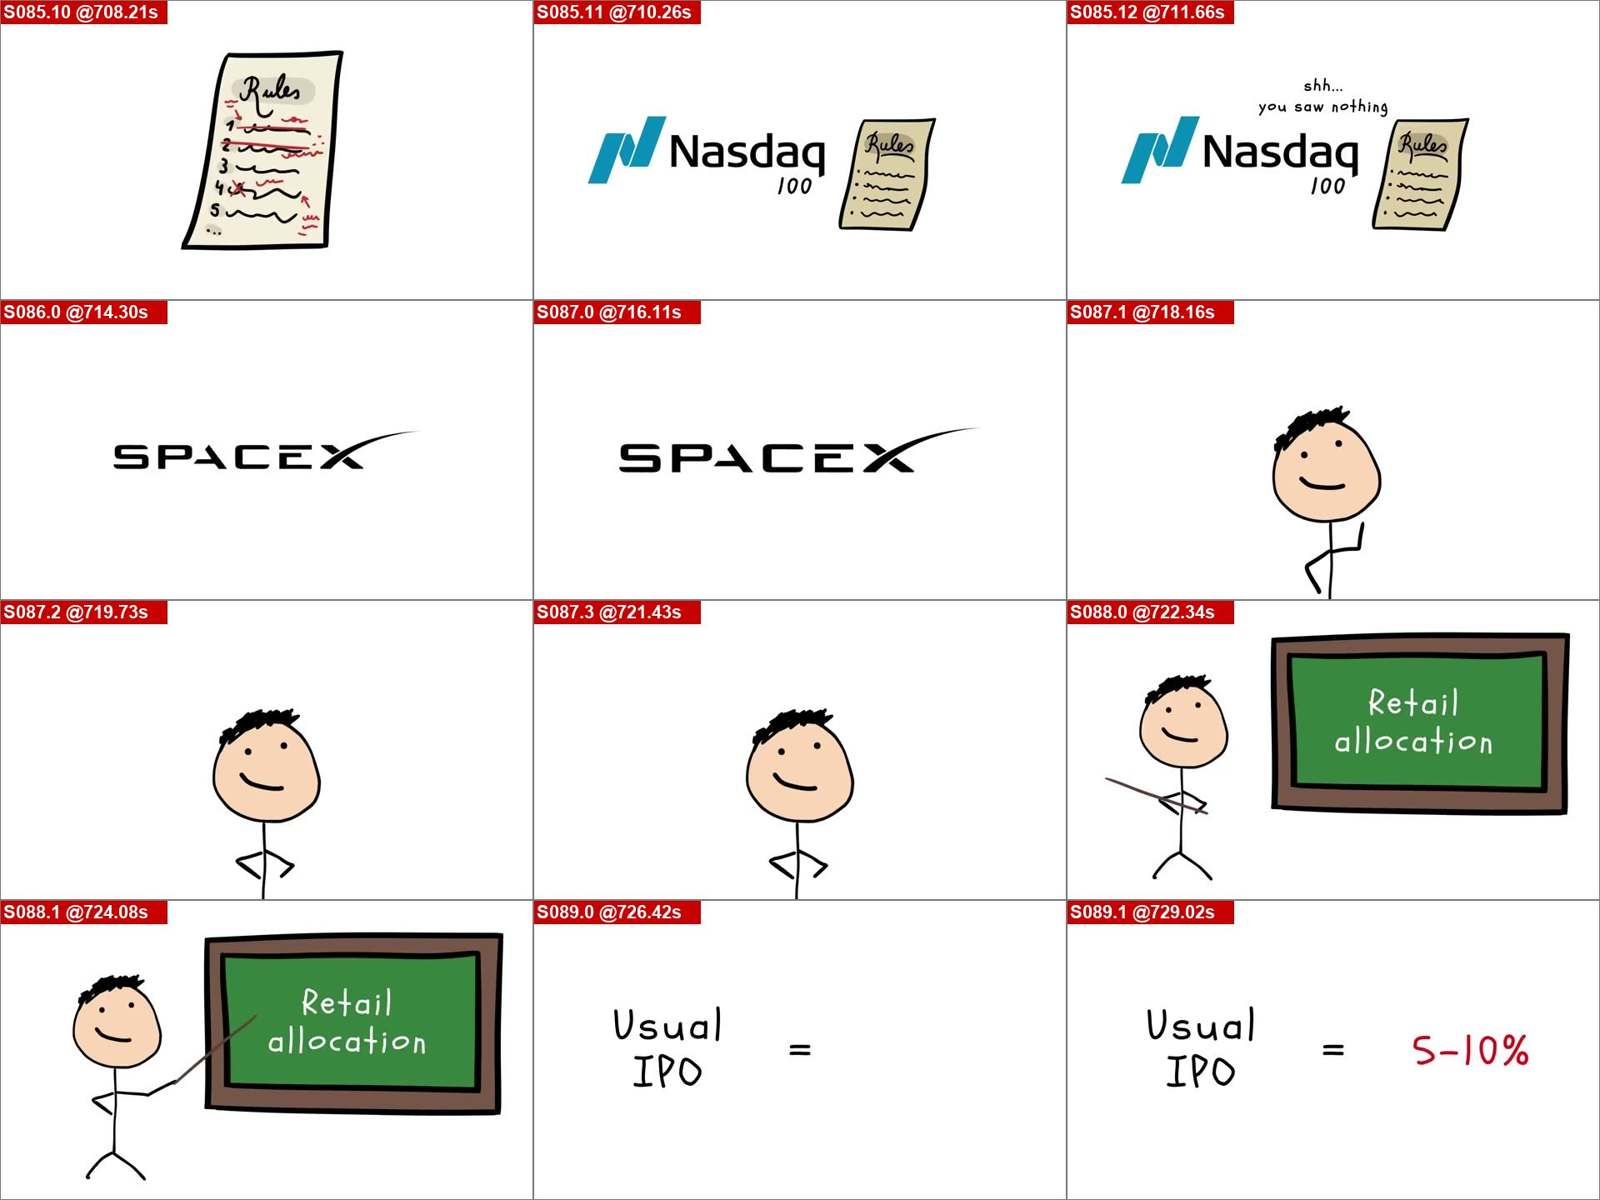 S085.10 @708.21s
Rules
1
2
3
4
5
...
S085.11 @710.26s
Nasdaq
100
Rules
S085.12 @711.66s
shh...
you saw nothing
Nasdaq
100
Rules
S086.0 @714.30s
SPACEX
S087.0 @716.11s
SPACEX
S087.1 @718.16s
S087.2 @719.73s
S087.3 @721.43s
S088.0 @722.34s
Retail
allocation
S088.1 @724.08s
Retail
allocation
S089.0 @726.42s
Usual
IPO
=
S089.1 @729.02s
Usual
IPO
= 5-10%